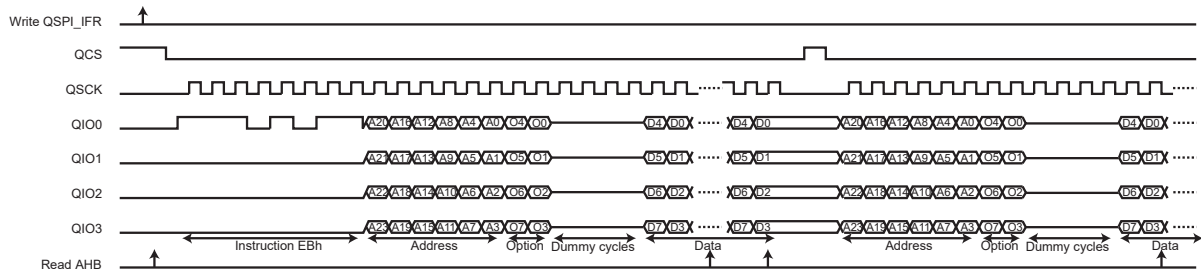 Write QSPI_IFR
QCS
QSCK
QIO0 A20 A16 A12 A8 A4 A0 O4 O0 D4 D0 D4 D0 A20 A16 A12 A8 A4 A0 O4 O0 D4 D0
QIO1 A21 A17 A13 A9 A5 A1 O5 O1 D5 D1 D5 D1 A21 A17 A13 A9 A5 A1 O5 O1 D5 D1
QIO2 A22 A18 A14 A10 A6 A2 O6 O2 D6 D2 D6 D2 A22 A18 A14 A10 A6 A2 O6 O2 D6 D2
QIO3 A23 A19 A15 A11 A7 A3 O7 O3 D7 D3 D7 D3 A23 A19 A15 A11 A7 A3 O7 O3 D7 D3
Instruction EBh Address Option Dummy cycles Data Address Option Dummy cycles Data
Read AHB